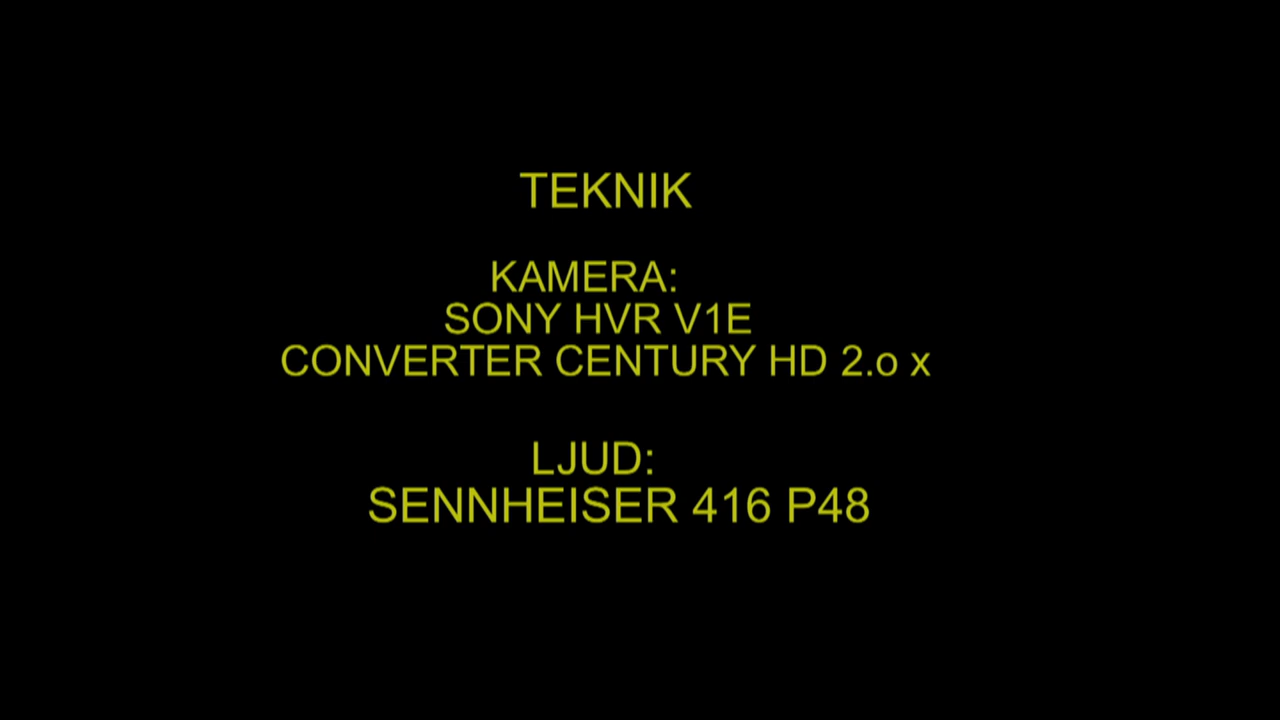 TEKNIK
KAMERA:
SONY HVR V1E
CONVERTER CENTURY HD 2.o x
LJUD:
SENNHEISER 416 P48